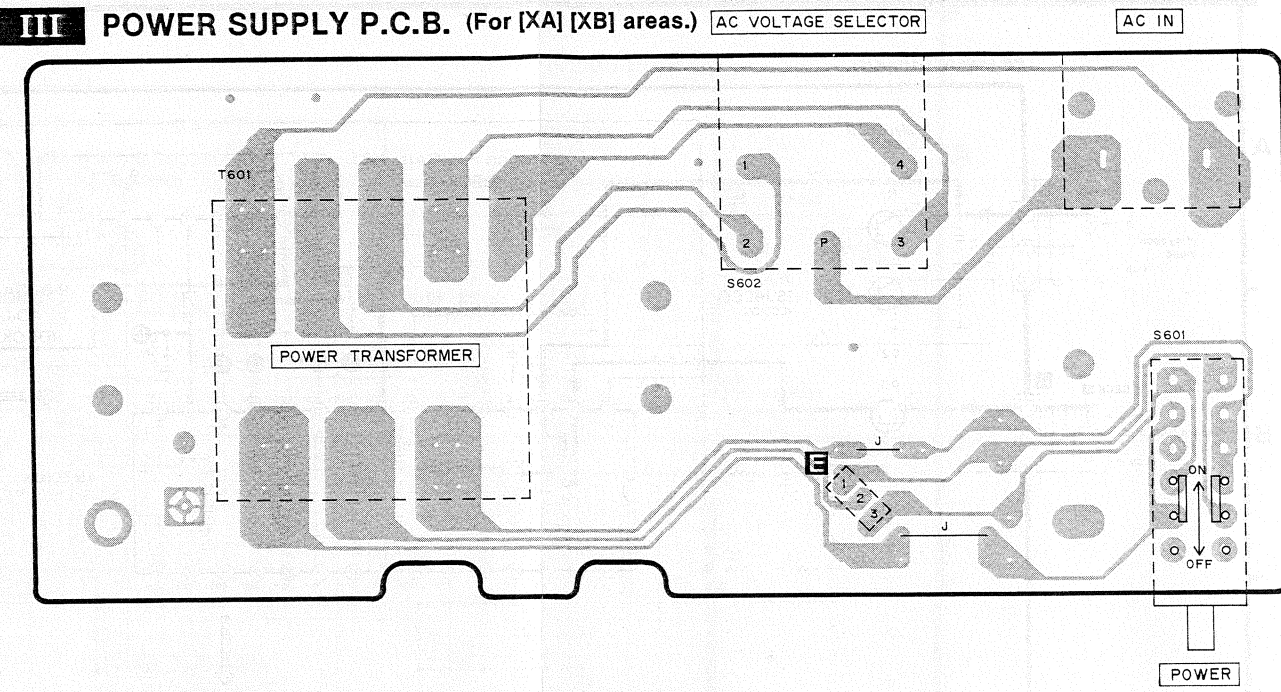 III POWER SUPPLY P.C.B. (For [XA] [XB] areas.) AC VOLTAGE SELECTOR AC IN
T601
1 4
2 P 3
S602
POWER TRANSFORMER
S601
J
E
1
2
3
J
ON
OFF
POWER